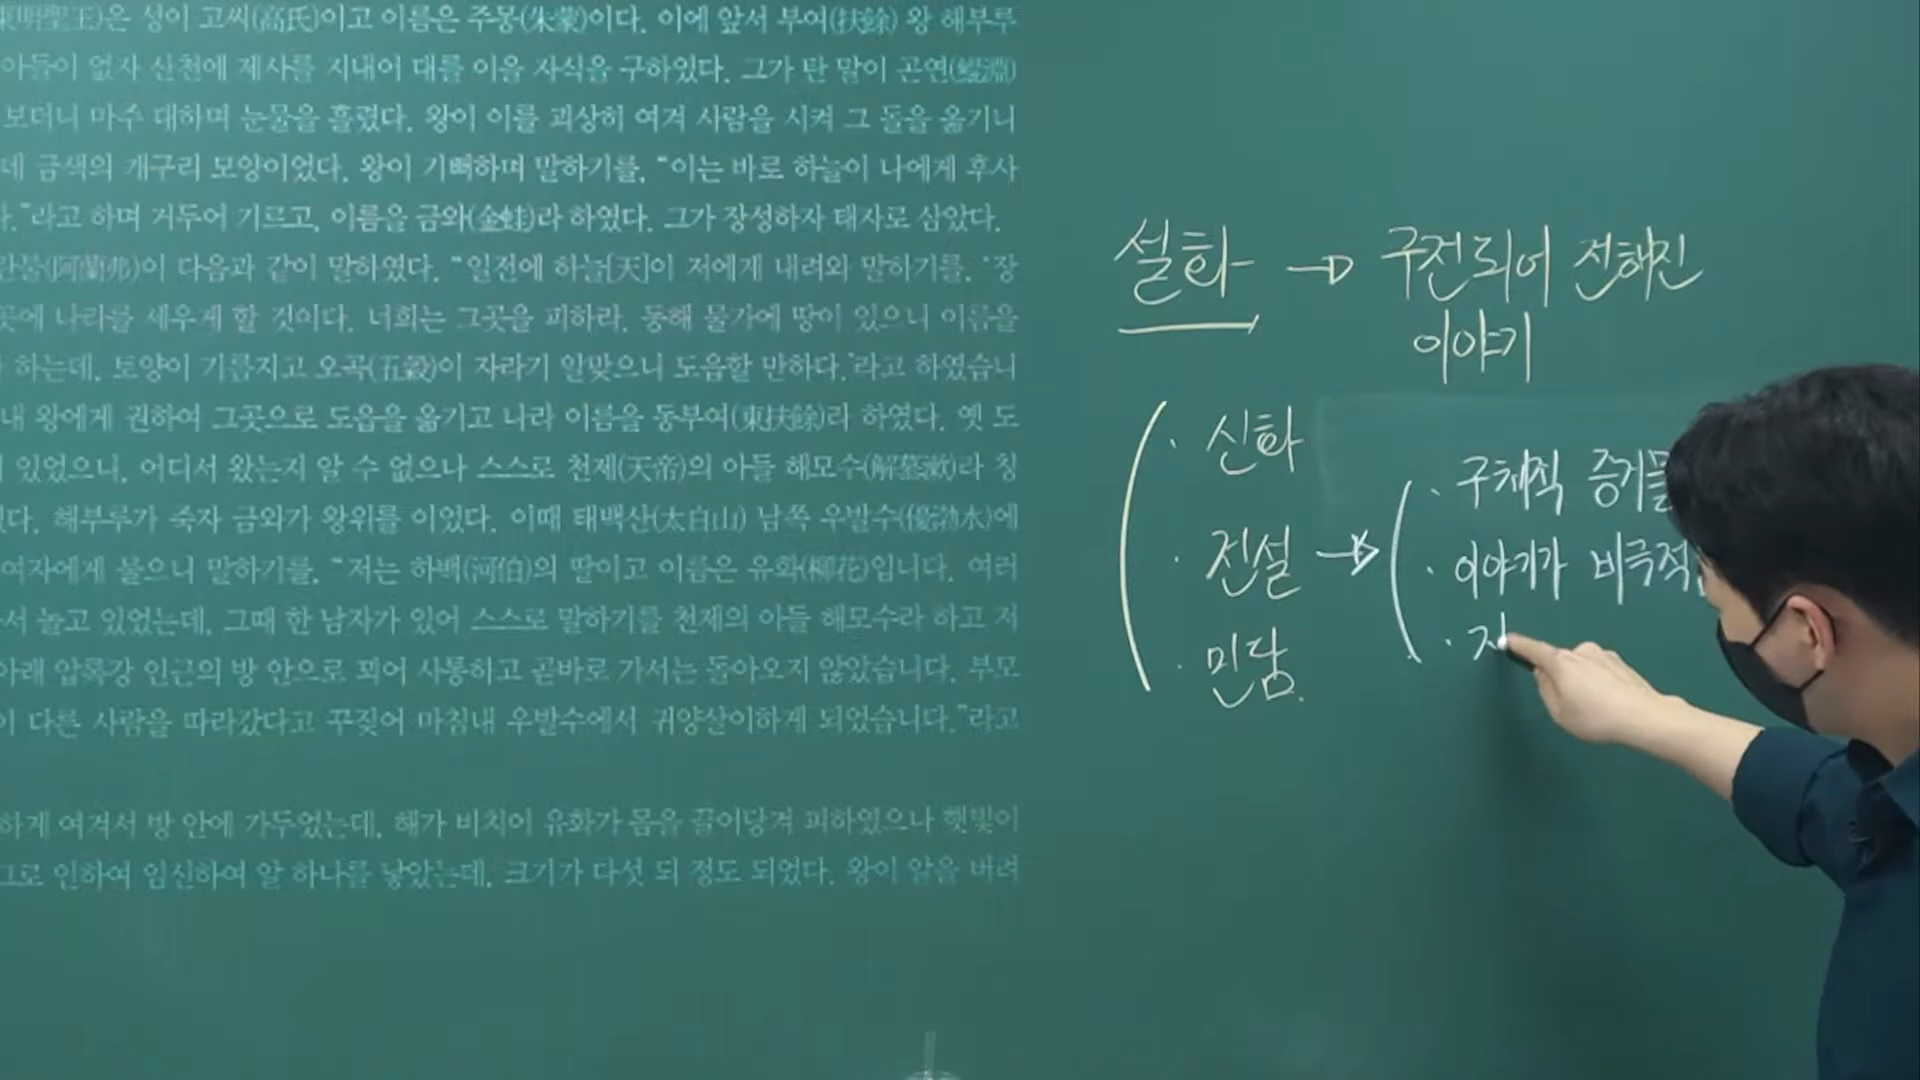 東明聖王)은 성이 고씨(高氏)이고 이름은 주몽(朱蒙)이다. 이에 앞서 부여(扶餘) 왕 해부루
아들이 없자 산천에 제사를 지내어 대를 이을 자식을 구하였다. 그가 탄 말이 곤연(鯤淵)
보더니 마주 대하며 눈물을 흘렸다. 왕이 이를 괴상히 여겨 사람을 시켜 그 돌을 옮기니
데 금색의 개구리 모양이었다. 왕이 기뻐하며 말하기를, “이는 바로 하늘이 나에게 후사
”라고 하며 거두어 기르고, 이름을 금와(金蛙)라 하였다. 그가 장성하자 태자로 삼았다.
란불(阿蘭弗)이 다음과 같이 말하였다. “일전에 하늘[天]이 저에게 내려와 말하기를, ‘장
곳에 나라를 세우게 할 것이다. 너희는 그곳을 피하라. 동해 물가에 땅이 있으니 이름을
하는데, 토양이 기름지고 오곡(五穀)이 자라기 알맞으니 도읍할 만하다.’라고 하였습니
내 왕에게 권하여 그곳으로 도읍을 옮기고 나라 이름을 동부여(東扶餘)라 하였다. 옛 도
있었으니, 어디서 왔는지 알 수 없으나 스스로 천제(天帝)의 아들 해모수(解慕漱)라 칭
다. 해부루가 죽자 금와가 왕위를 이었다. 이때 태백산(太白山) 남쪽 우발수(優渤水)에
여자에게 물으니 말하기를, “저는 하백(河伯)의 딸이고 이름은 유화(柳花)입니다. 여러
서 놀고 있었는데, 그때 한 남자가 있어 스스로 말하기를 천제의 아들 해모수라 하고 저
아래 압록강 인근의 방 안으로 꾀어 사통하고 곧바로 가서는 돌아오지 않았습니다. 부모
이 다른 사람을 따라갔다고 꾸짖어 마침내 우발수에서 귀양살이하게 되었습니다.”라고
하게 여겨서 방 안에 가두었는데, 해가 비치어 유화가 몸을 끌어당겨 피하였으나 햇빛이
그로 인하여 임신하여 알 하나를 낳았는데, 크기가 다섯 되 정도 되었다. 왕이 알을 버려
설화 → 구전되어 전해진
이야기
· 신화
· 전설 →
· 민담.
· 구체적 증거물
· 이야기가 비극적